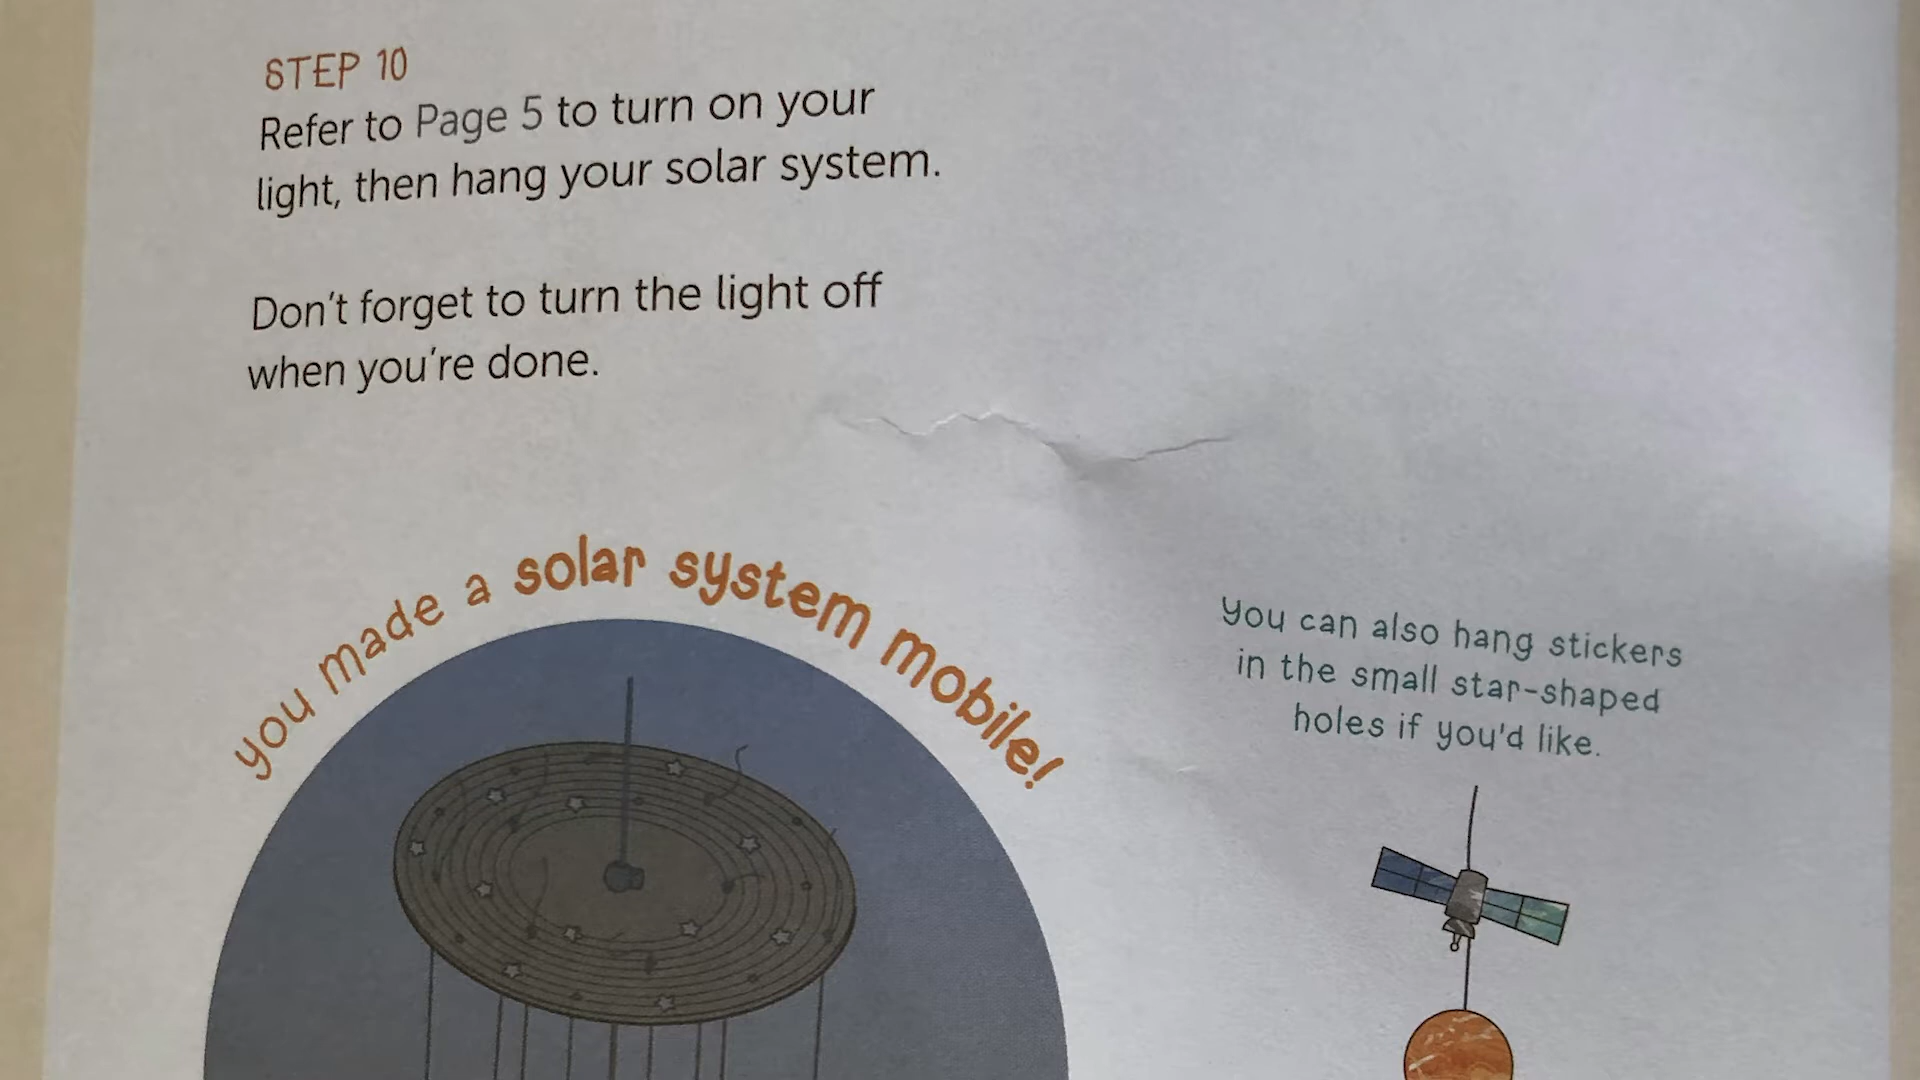 STEP 10
Refer to Page 5 to turn on your
light, then hang your solar system.
Don't forget to turn the light off
when you're done.
you made a solar system mobile!
you can also hang stickers
in the small star-shaped
holes if you'd like.